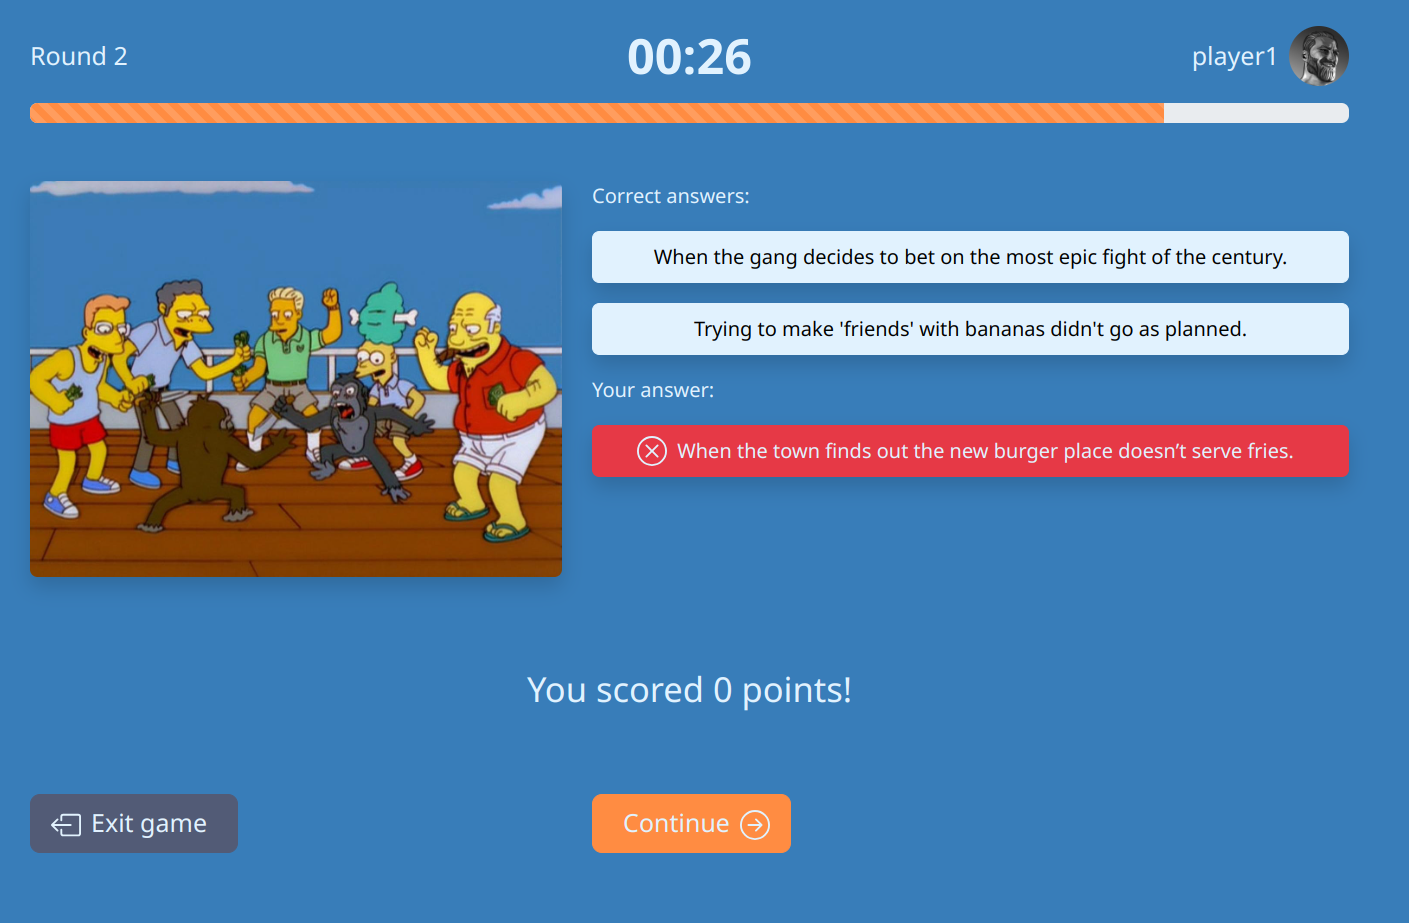 Round 2
00:26
player1
Correct answers:
When the gang decides to bet on the most epic fight of the century.
Trying to make 'friends' with bananas didn't go as planned.
Your answer:
When the town finds out the new burger place doesn’t serve fries.
You scored 0 points!
Exit game
Continue